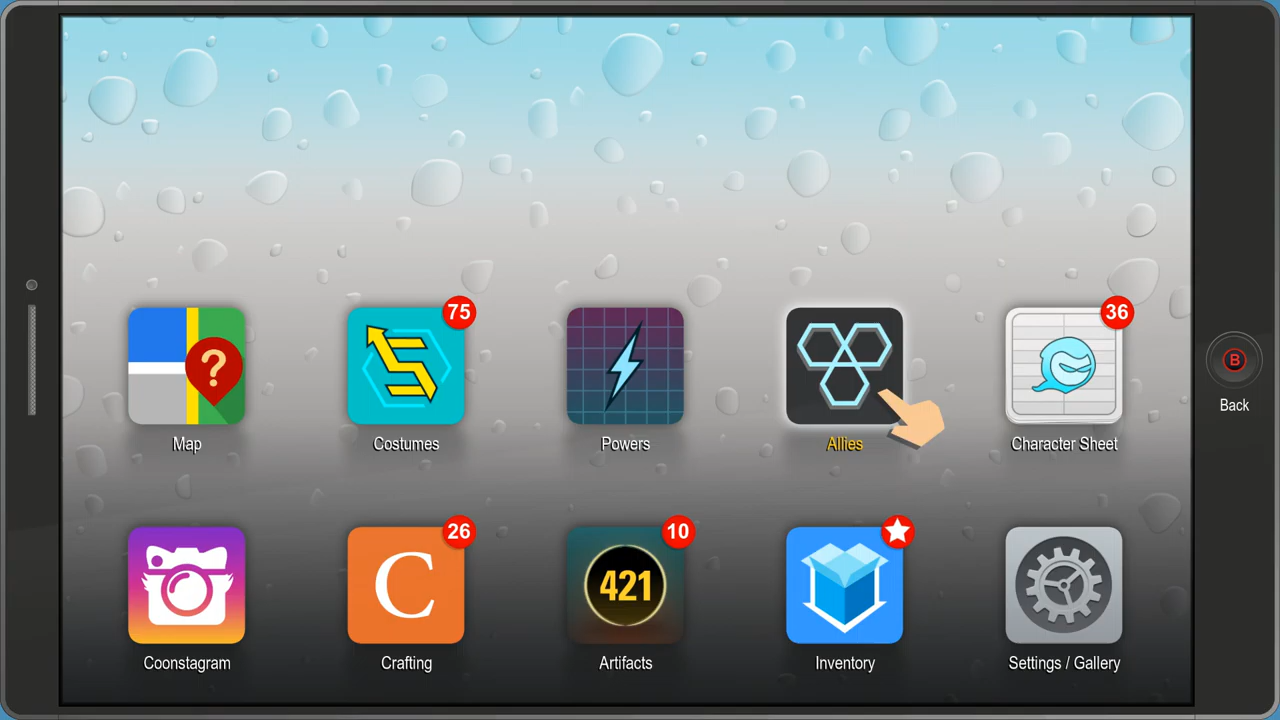 75
36
?
B
Back
Map
Costumes
Powers
Allies
Character Sheet
26
10
C
421
Coonstagram
Crafting
Artifacts
Inventory
Settings / Gallery